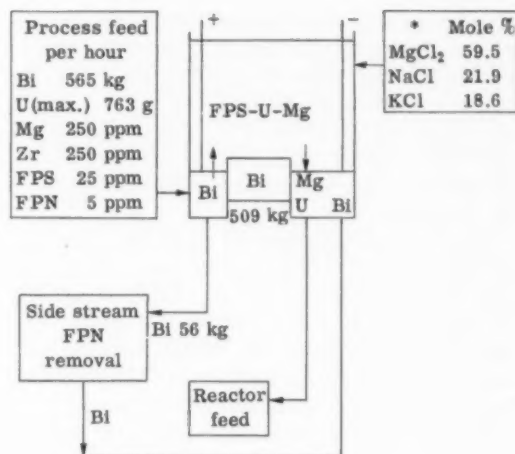 Process feed
per hour
Bi 565 kg
U(max.) 763 g
Mg 250 ppm
Zr 250 ppm
FPS 25 ppm
FPN 5 ppm
+
−
* Mole %
MgCl₂ 59.5
NaCl 21.9
KCl 18.6
FPS-U-Mg
Bi
Bi
Mg
U Bi
509 kg
Side stream
FPN
removal
Bi 56 kg
Reactor
feed
Bi